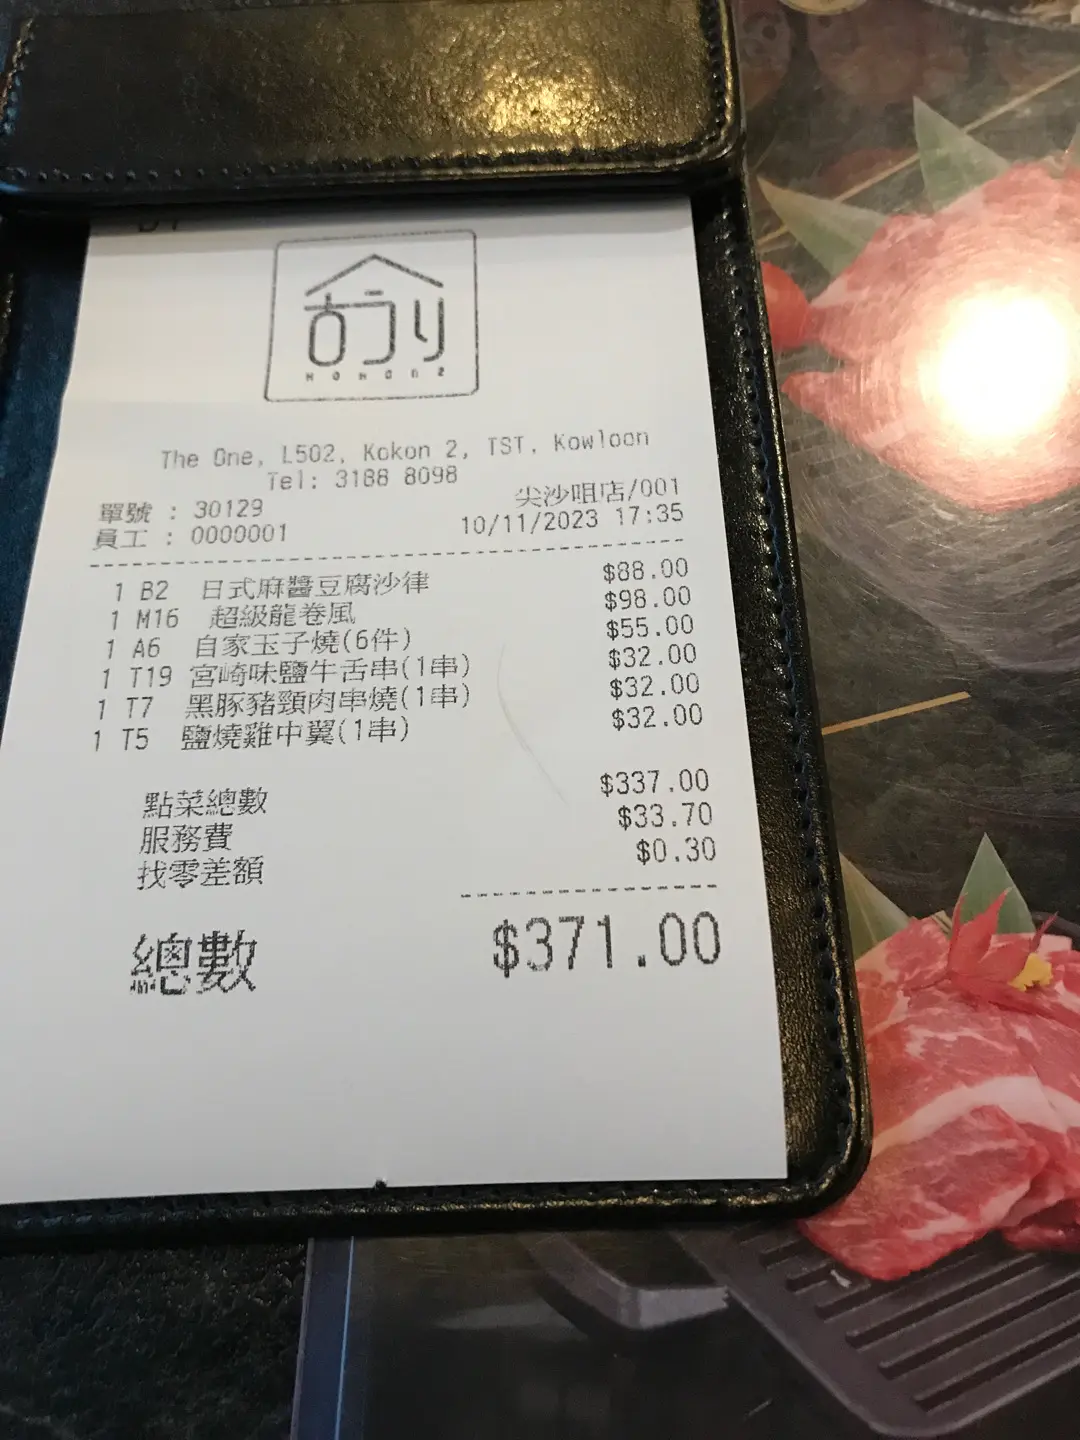 KOKON 2
The One, L502, Kokon 2, TST, Kowloon
Tel: 3188 8098
單號 : 30129 尖沙咀店/001
員工 : 0000001 10/11/2023 17:35
1 B2 日式麻醬豆腐沙律 $88.00
1 M16 超級龍卷風 $98.00
1 A6 自家玉子燒(6件) $55.00
1 T19 宮崎味鹽牛舌串(1串) $32.00
1 T7 黑豚豬頸肉串燒(1串) $32.00
1 T5 鹽燒雞中翼(1串) $32.00
點菜總數 $337.00
服務費 $33.70
找零差額 $0.30
總數 $371.00